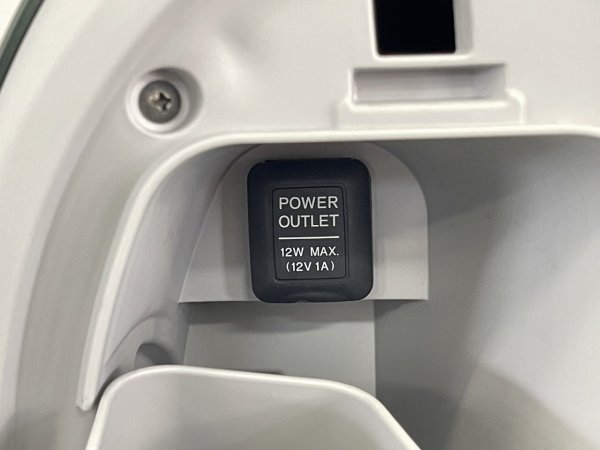 POWER
OUTLET
12W MAX.
(12V 1A)